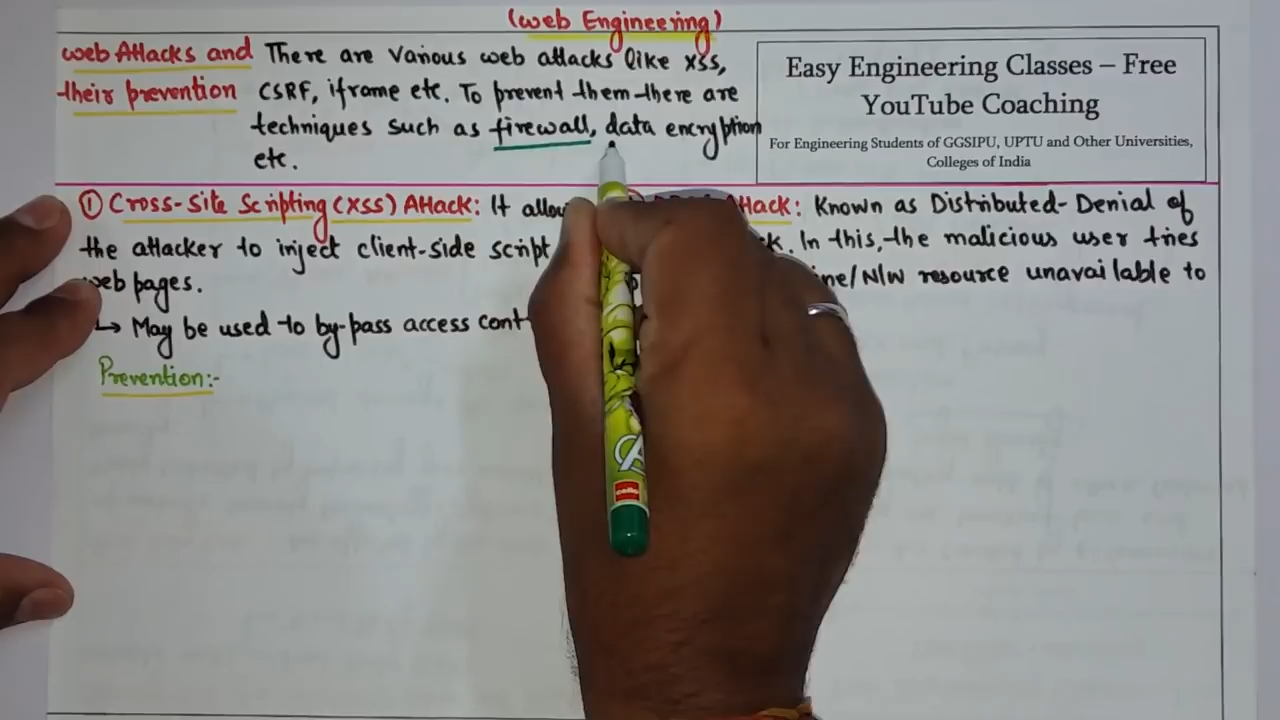 (Web Engineering)
Web Attacks and
their prevention
There are various web attacks like XSS,
CSRF, iframe etc. To prevent them there are
techniques such as firewall, data encryption
etc.
Easy Engineering Classes – Free
YouTube Coaching
For Engineering Students of GGSIPU, UPTU and Other Universities,
Colleges of India
① Cross-Site Scripting (XSS) Attack: It
the attacker to inject client-side script
web pages.
↳ May be used to by-pass access
Prevention:-
Attack: Known as Distributed-Denial of
In this, the malicious user tries
N/W resource unavailable to
cello